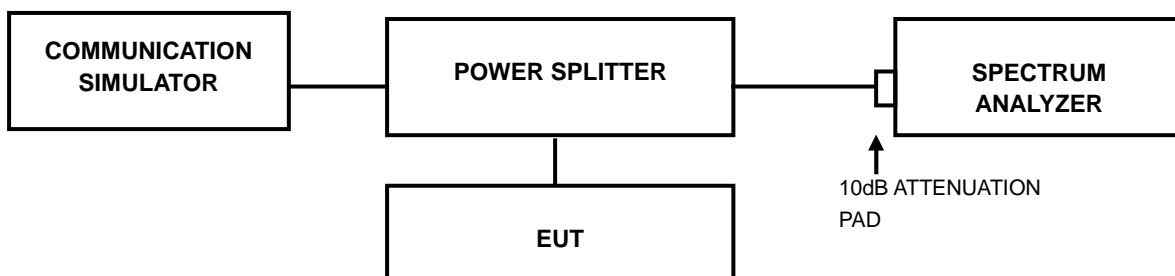 COMMUNICATION
SIMULATOR
POWER SPLITTER
SPECTRUM
ANALYZER
10dB ATTENUATION
PAD
EUT